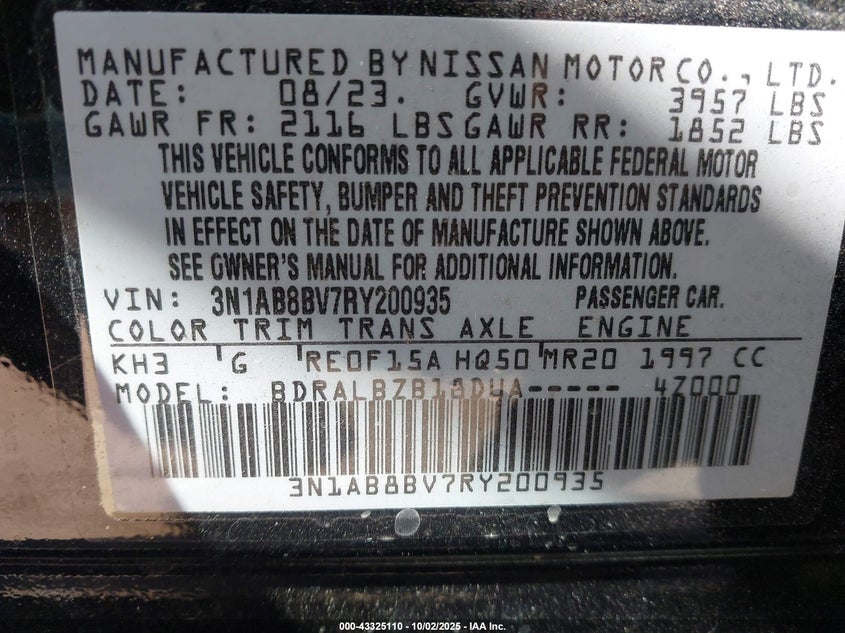 MANUFACTURED BY NISSAN MOTOR CO., LTD.
DATE: 08/23. GVWR: 3957 LBS
GAWR FR: 2116 LBS GAWR RR: 1852 LBS
THIS VEHICLE CONFORMS TO ALL APPLICABLE FEDERAL MOTOR
VEHICLE SAFETY, BUMPER AND THEFT PREVENTION STANDARDS
IN EFFECT ON THE DATE OF MANUFACTURE SHOWN ABOVE.
SEE OWNER'S MANUAL FOR ADDITIONAL INFORMATION.
VIN: 3N1AB8BV7RY200935 PASSENGER CAR.
COLOR TRIM TRANS AXLE ENGINE
KH3 G RE0F15A HQ50 MR20 1997 CC
MODEL: BDRALBZB18DUA----- 4Z000
3N1AB8BV7RY200935
000-43325110 - 10/02/2025 - IAA Inc.